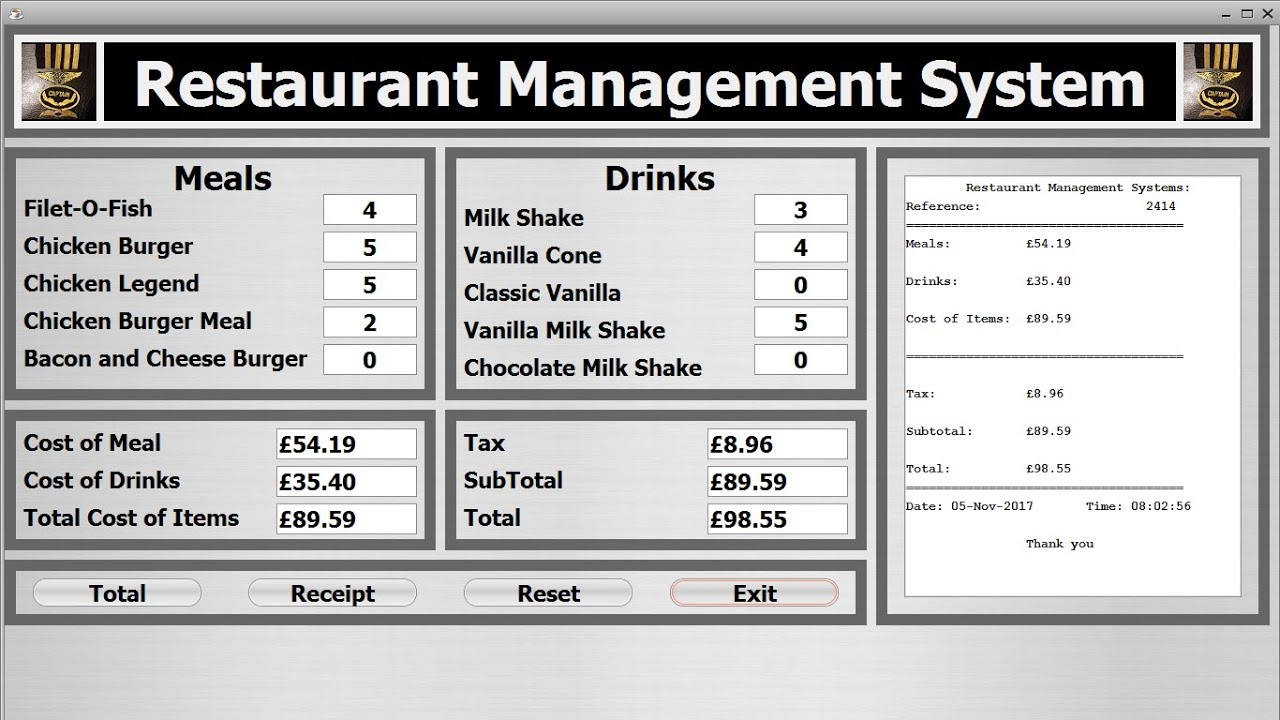 Restaurant Management System
Meals
Filet-O-Fish 4
Chicken Burger 5
Chicken Legend 5
Chicken Burger Meal 2
Bacon and Cheese Burger 0
Drinks
Milk Shake 3
Vanilla Cone 4
Classic Vanilla 0
Vanilla Milk Shake 5
Chocolate Milk Shake 0
Cost of Meal £54.19
Cost of Drinks £35.40
Total Cost of Items £89.59
Tax £8.96
SubTotal £89.59
Total £98.55
Total Receipt Reset Exit
Restaurant Management Systems:
Reference: 2414
=====================================
Meals: £54.19
Drinks: £35.40
Cost of Items: £89.59
=====================================
Tax: £8.96
Subtotal: £89.59
Total: £98.55
=====================================
Date: 05-Nov-2017 Time: 08:02:56
Thank you
CAPTAIN
CAPTAIN